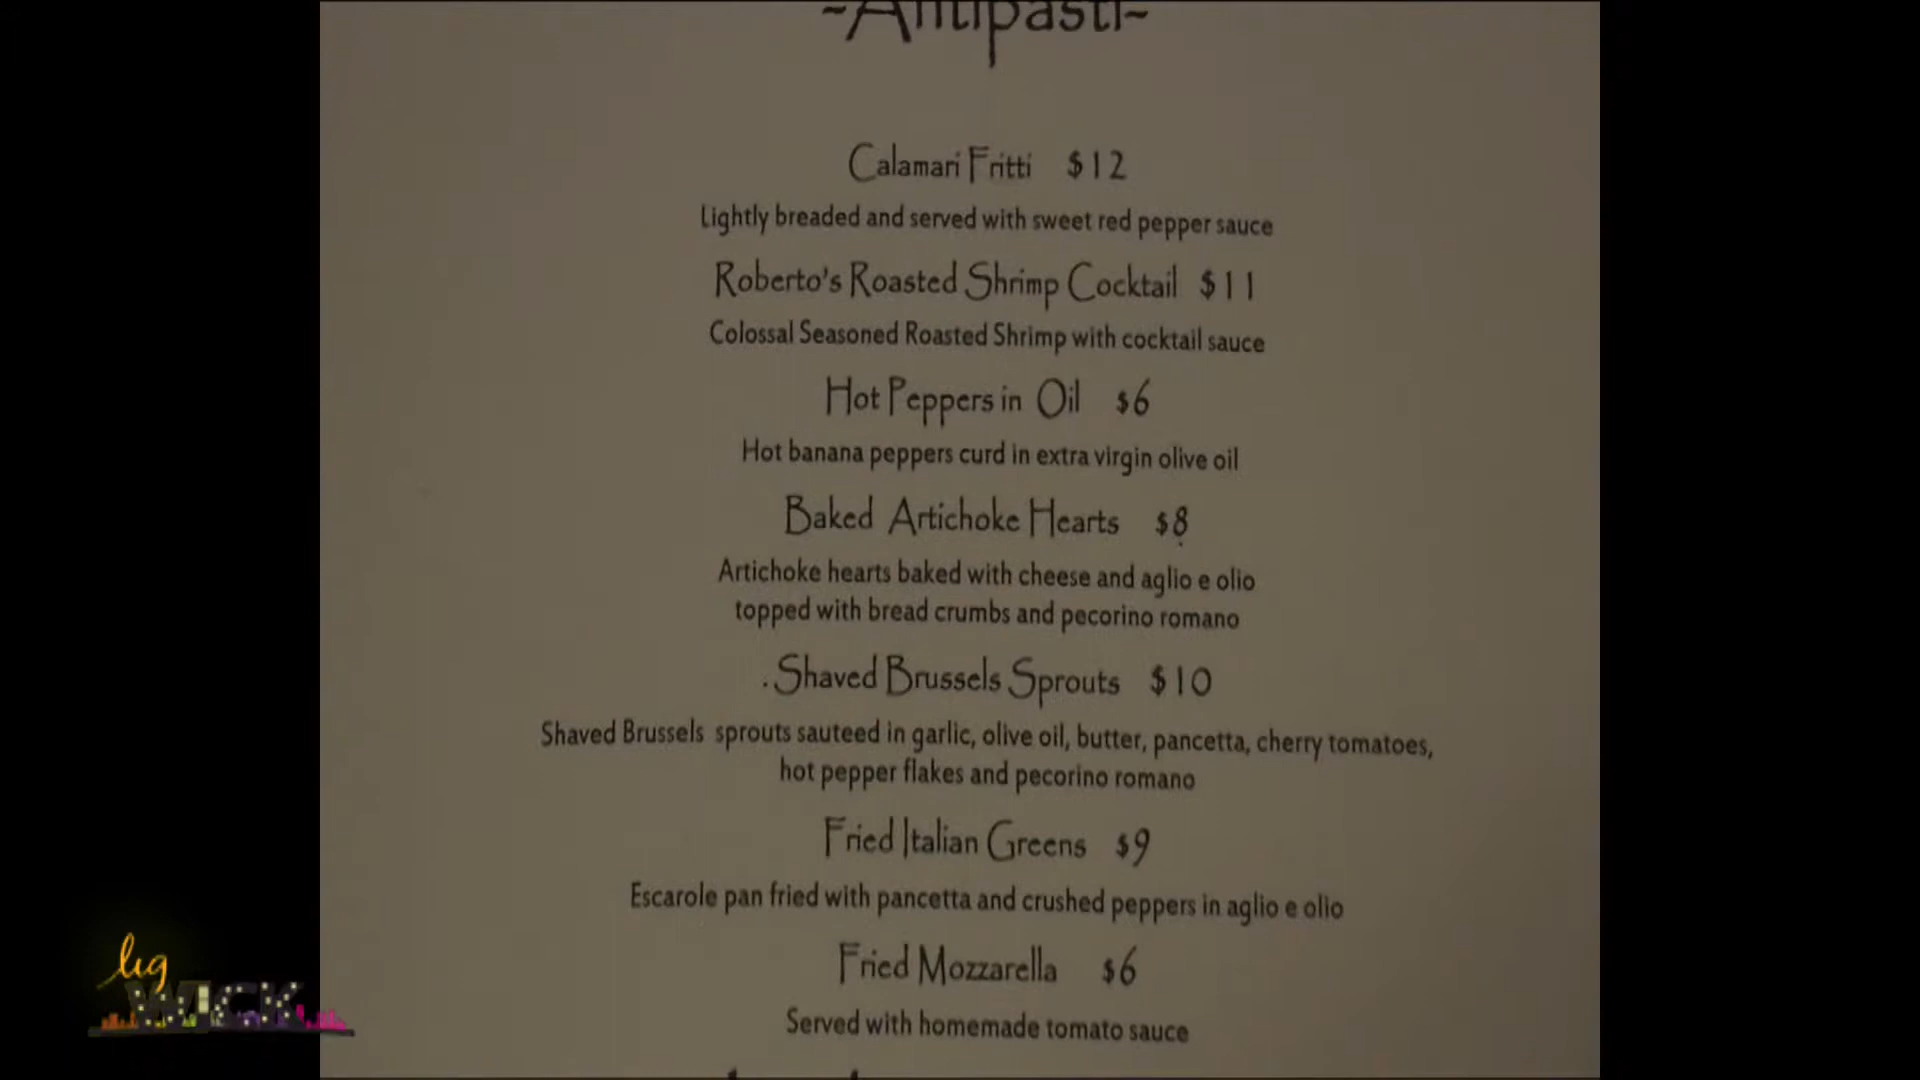 ~Antipasti~
Calamari Fritti $12
Lightly breaded and served with sweet red pepper sauce
Roberto's Roasted Shrimp Cocktail $11
Colossal Seasoned Roasted Shrimp with cocktail sauce
Hot Peppers in Oil $6
Hot banana peppers curd in extra virgin olive oil
Baked Artichoke Hearts $8
Artichoke hearts baked with cheese and aglio e olio
topped with bread crumbs and pecorino romano
.Shaved Brussels Sprouts $10
Shaved Brussels sprouts sauteed in garlic, olive oil, butter, pancetta, cherry tomatoes,
hot pepper flakes and pecorino romano
Fried Italian Greens $9
Escarole pan fried with pancetta and crushed peppers in aglio e olio
Fried Mozzarella $6
Served with homemade tomato sauce
WICK